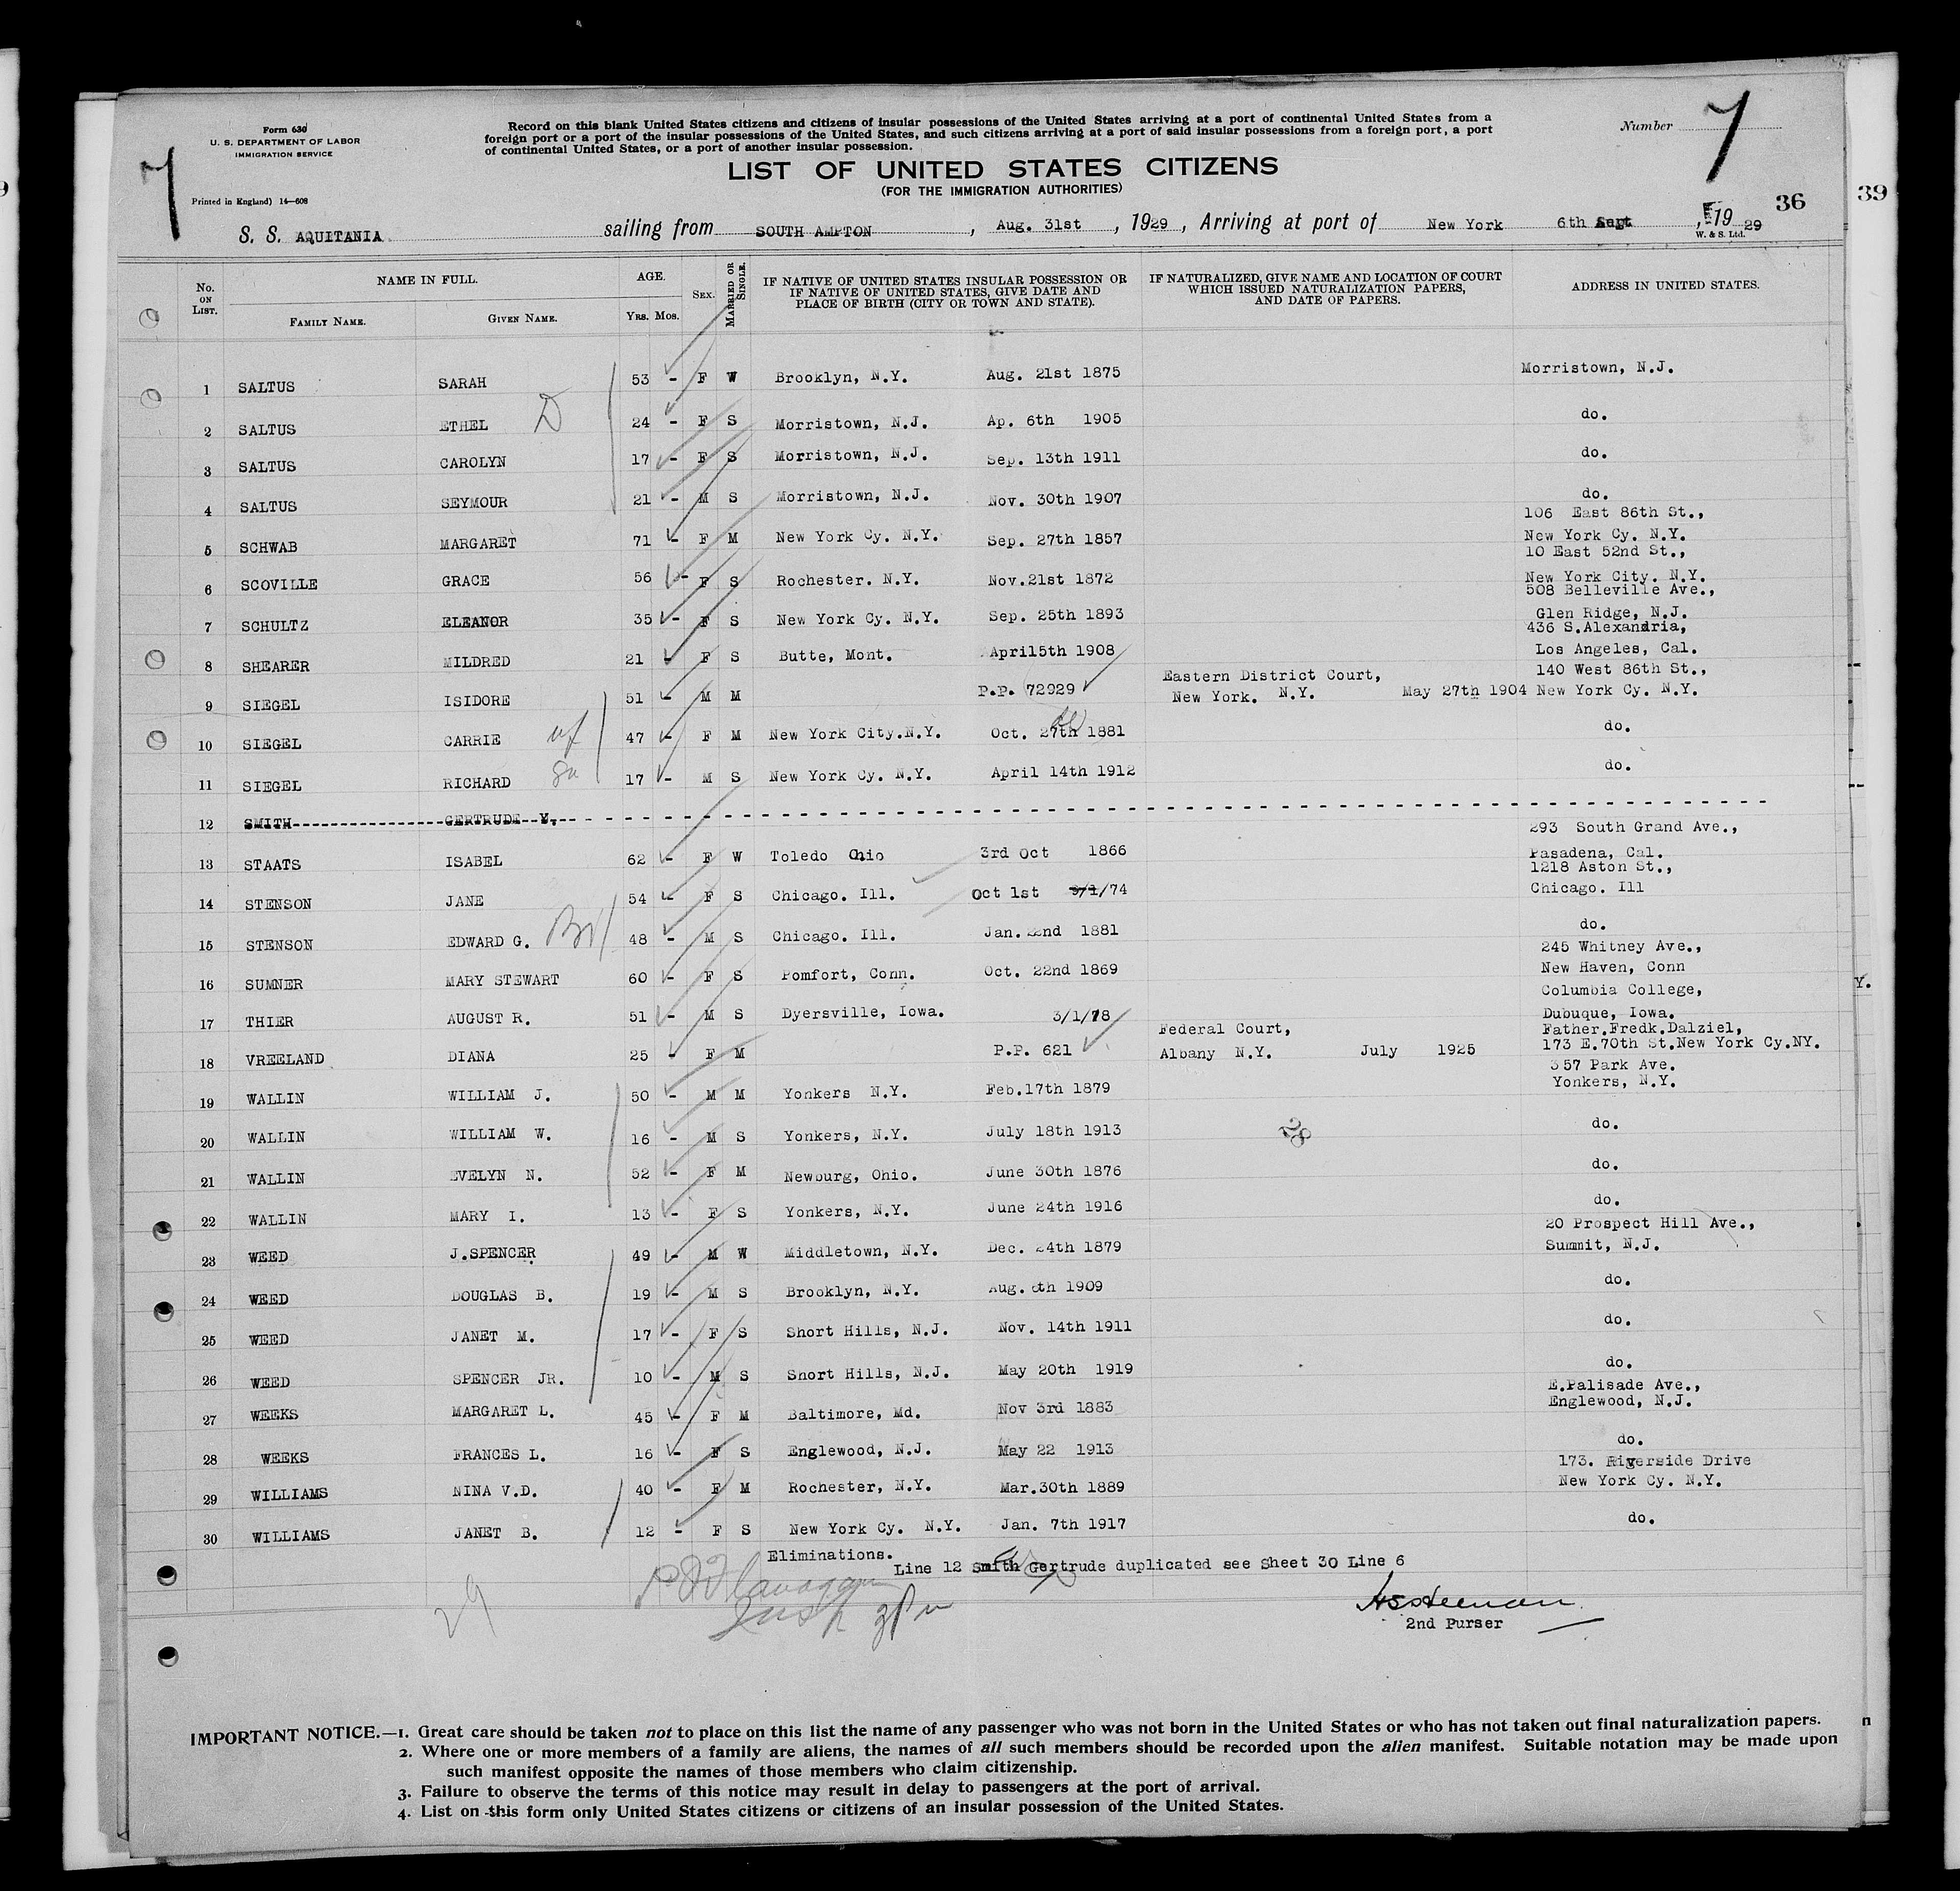 Form 630
U. S. DEPARTMENT OF LABOR
IMMIGRATION SERVICE
Printed in England) 14—608
7
Record on this blank United States citizens and citizens of insular possessions of the United States arriving at a port of continental United States from a
foreign port or a port of the insular possessions of the United States, and such citizens arriving at a port of said insular possessions from a foreign port, a port
of continental United States, or a port of another insular possession.
Number 7
LIST OF UNITED STATES CITIZENS
(FOR THE IMMIGRATION AUTHORITIES)
36
39
S. S. AQUITANIA sailing from SOUTH AMPTON, Aug. 31st, 1929, Arriving at port of New York 6th Sept, 1929
W. & S. Ltd.
No. ON LIST. NAME IN FULL. FAMILY NAME. GIVEN NAME. AGE. YRS. MOS. SEX. MARRIED OR SINGLE. IF NATIVE OF UNITED STATES INSULAR POSSESSION OR IF NATIVE OF UNITED STATES, GIVE DATE AND PLACE OF BIRTH (CITY OR TOWN AND STATE). IF NATURALIZED, GIVE NAME AND LOCATION OF COURT WHICH ISSUED NATURALIZATION PAPERS, AND DATE OF PAPERS. ADDRESS IN UNITED STATES.
1 SALTUS SARAH 53 - F W Brooklyn, N.Y. Aug. 21st 1875 Morristown, N.J.
2 SALTUS ETHEL D 24 - F S Morristown, N.J. Ap. 6th 1905 do.
3 SALTUS CAROLYN 17 - F S Morristown, N.J. Sep. 13th 1911 do.
4 SALTUS SEYMOUR 21 - M S Morristown, N.J. Nov. 30th 1907 do.
106 East 86th St.,
5 SCHWAB MARGARET 71 - F M New York Cy. N.Y. Sep. 27th 1857 New York Cy. N.Y.
10 East 52nd St.,
6 SCOVILLE GRACE 56 - F S Rochester. N.Y. Nov.21st 1872 New York City. N.Y.
508 Belleville Ave.,
7 SCHULTZ ELEANOR 35 - F S New York Cy. N.Y. Sep. 25th 1893 Glen Ridge, N.J.
436 S.Alexandria,
8 SHEARER MILDRED 21 - F S Butte, Mont. April5th 1908 Los Angeles, Cal.
Eastern District Court, 140 West 86th St.,
9 SIEGEL ISIDORE 51 - M M P.P. 72929 New York. N.Y. May 27th 1904 New York Cy. N.Y.
10 SIEGEL CARRIE wf 47 - F M New York City.N.Y. Oct. 27th 1881 do.
11 SIEGEL RICHARD 17 - M S New York Cy. N.Y. April 14th 1912 do.
12 SMITH GERTRUDE M.
293 South Grand Ave.,
13 STAATS ISABEL 62 - F W Toledo Ohio 3rd Oct 1866 Pasadena, Cal.
1218 Aston St.,
14 STENSON JANE 54 - F S Chicago. Ill. Oct 1st 9/1/74 Chicago. Ill
15 STENSON EDWARD G. Br 48 - M S Chicago. Ill. Jan. 22nd 1881 do.
245 Whitney Ave.,
16 SUMNER MARY STEWART 60 - F S Pomfort, Conn. Oct. 22nd 1869 New Haven, Conn
Columbia College,
17 THIER AUGUST R. 51 - M S Dyersville, Iowa. 3/1/78 Dubuque, Iowa.
Federal Court, Father.Fredk.Dalziel,
18 VREELAND DIANA 25 - F M P.P. 621 Albany N.Y. July 1925 173 E.70th St.New York Cy.NY.
357 Park Ave.
19 WALLIN WILLIAM J. 50 - M M Yonkers N.Y. Feb.17th 1879 Yonkers, N.Y.
20 WALLIN WILLIAM W. 16 - M S Yonkers, N.Y. July 18th 1913 28 do.
21 WALLIN EVELYN N. 52 - F M Newburg, Ohio. June 30th 1876 do.
22 WALLIN MARY I. 13 - F S Yonkers, N.Y. June 24th 1916 do.
20 Prospect Hill Ave.,
23 WEED J.SPENCER 49 - M W Middletown, N.Y. Dec. 24th 1879 Summit, N.J.
24 WEED DOUGLAS B. 19 - M S Brooklyn, N.Y. Aug. 6th 1909 do.
25 WEED JANET M. 17 - F S Short Hills, N.J. Nov. 14th 1911 do.
26 WEED SPENCER JR. 10 - M S Short Hills, N.J. May 20th 1919 do.
E.Palisade Ave.,
27 WEEKS MARGARET L. 45 - F M Baltimore, Md. Nov 3rd 1883 Englewood, N.J.
28 WEEKS FRANCES L. 16 - F S Englewood, N.J. May 22 1913 do.
173. Riverside Drive
29 WILLIAMS NINA V.D. 40 - F M Rochester, N.Y. Mar.30th 1889 New York Cy. N.Y.
30 WILLIAMS JANET B. 12 - F S New York Cy. N.Y. Jan. 7th 1917 do.
Eliminations.
Line 12 Smith Gertrude duplicated see Sheet 30 Line 6
29
2nd Purser
IMPORTANT NOTICE.—1. Great care should be taken not to place on this list the name of any passenger who was not born in the United States or who has not taken out final naturalization papers.
2. Where one or more members of a family are aliens, the names of all such members should be recorded upon the alien manifest. Suitable notation may be made upon
such manifest opposite the names of those members who claim citizenship.
3. Failure to observe the terms of this notice may result in delay to passengers at the port of arrival.
4. List on this form only United States citizens or citizens of an insular possession of the United States.